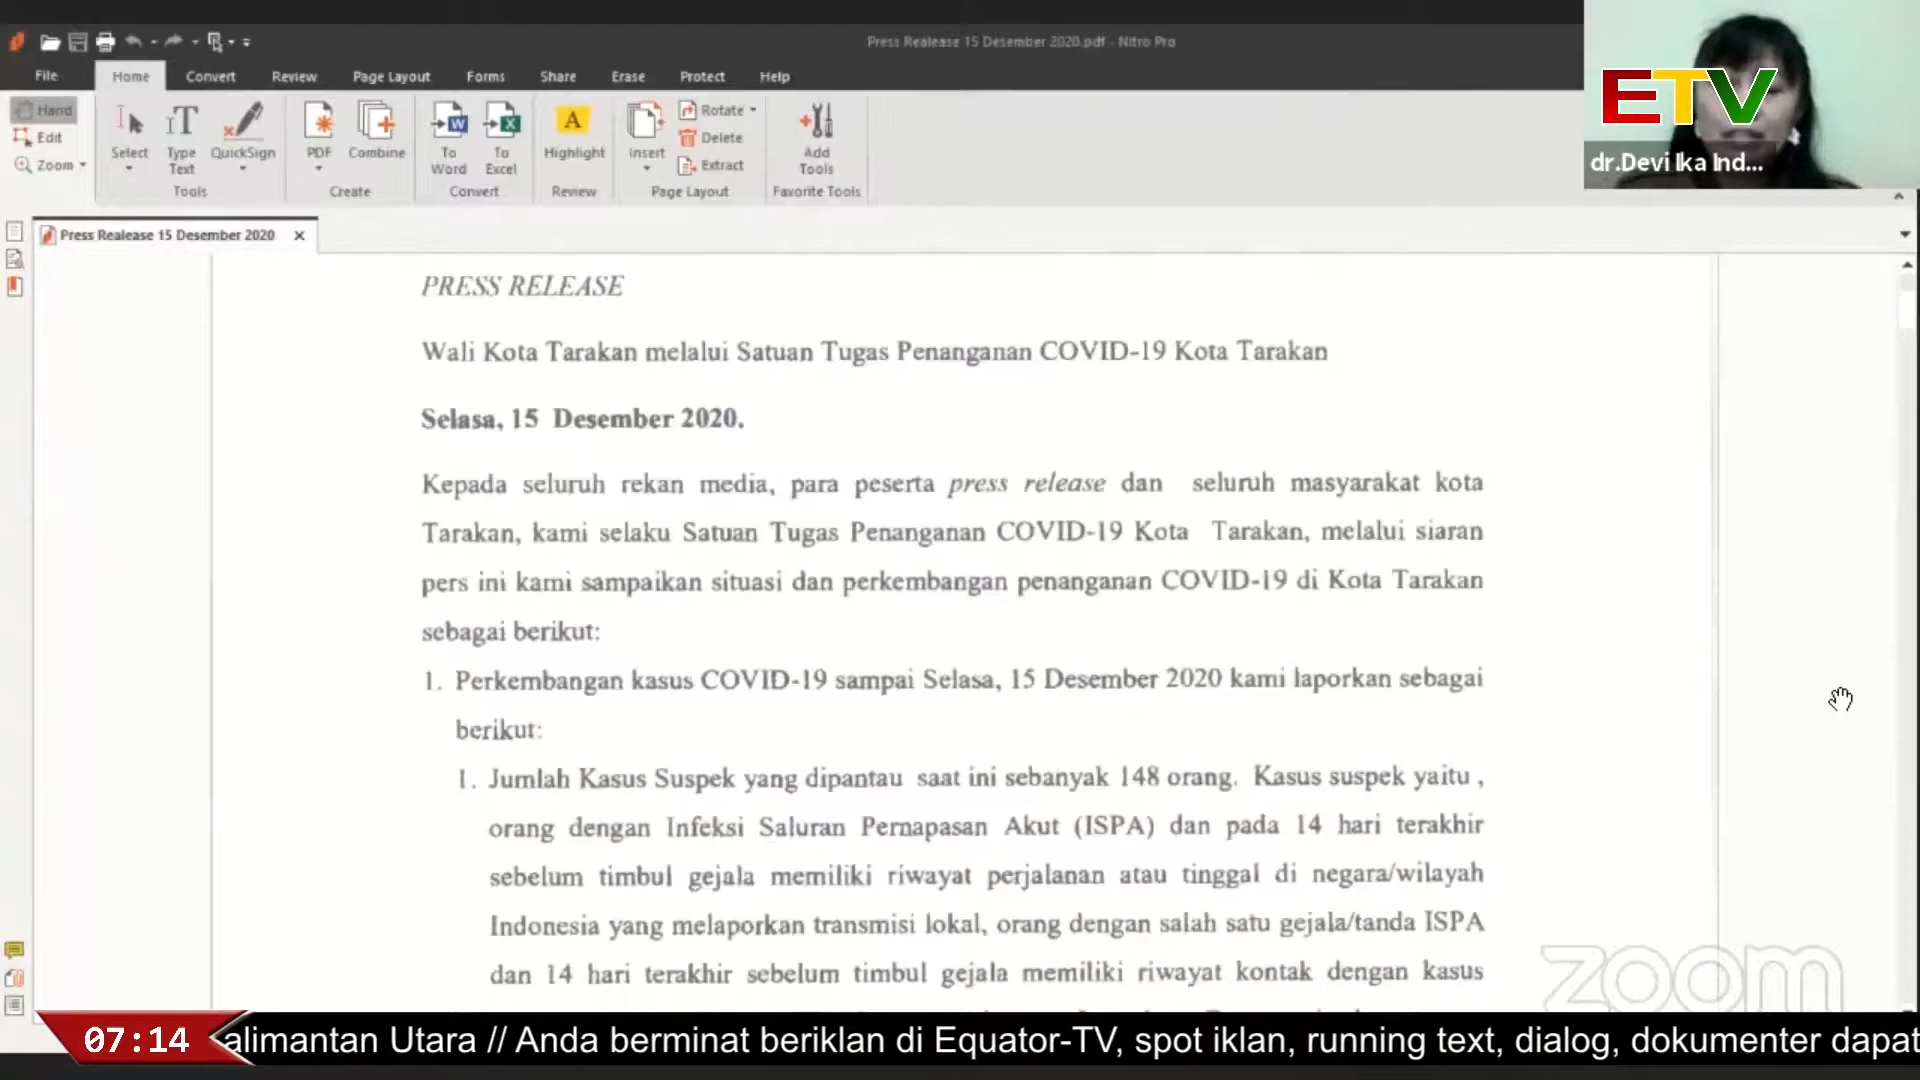 Press Realease 15 Desember 2020.pdf - Nitro Pro
File Home Convert Review Page Layout Forms Share Erase Protect Help
Hand
Edit
Zoom
Select
Type Text
QuickSign
Tools
PDF
Combine
Create
To Word
To Excel
Convert
Highlight
Review
Insert
Rotate
Delete
Extract
Page Layout
Add Tools
Favorite Tools
ETV
dr.Devi Ika Ind...
Press Realease 15 Desember 2020
PRESS RELEASE
Wali Kota Tarakan melalui Satuan Tugas Penanganan COVID-19 Kota Tarakan
Selasa, 15 Desember 2020.
Kepada seluruh rekan media, para peserta press release dan seluruh masyarakat kota
Tarakan, kami selaku Satuan Tugas Penanganan COVID-19 Kota Tarakan, melalui siaran
pers ini kami sampaikan situasi dan perkembangan penanganan COVID-19 di Kota Tarakan
sebagai berikut:
1. Perkembangan kasus COVID-19 sampai Selasa, 15 Desember 2020 kami laporkan sebagai
berikut:
1. Jumlah Kasus Suspek yang dipantau saat ini sebanyak 148 orang. Kasus suspek yaitu ,
orang dengan Infeksi Saluran Pernapasan Akut (ISPA) dan pada 14 hari terakhir
sebelum timbul gejala memiliki riwayat perjalanan atau tinggal di negara/wilayah
Indonesia yang melaporkan transmisi lokal, orang dengan salah satu gejala/tanda ISPA
dan 14 hari terakhir sebelum timbul gejala memiliki riwayat kontak dengan kasus
zoom
07:14 alimantan Utara // Anda berminat beriklan di Equator-TV, spot iklan, running text, dialog, dokumenter dapat